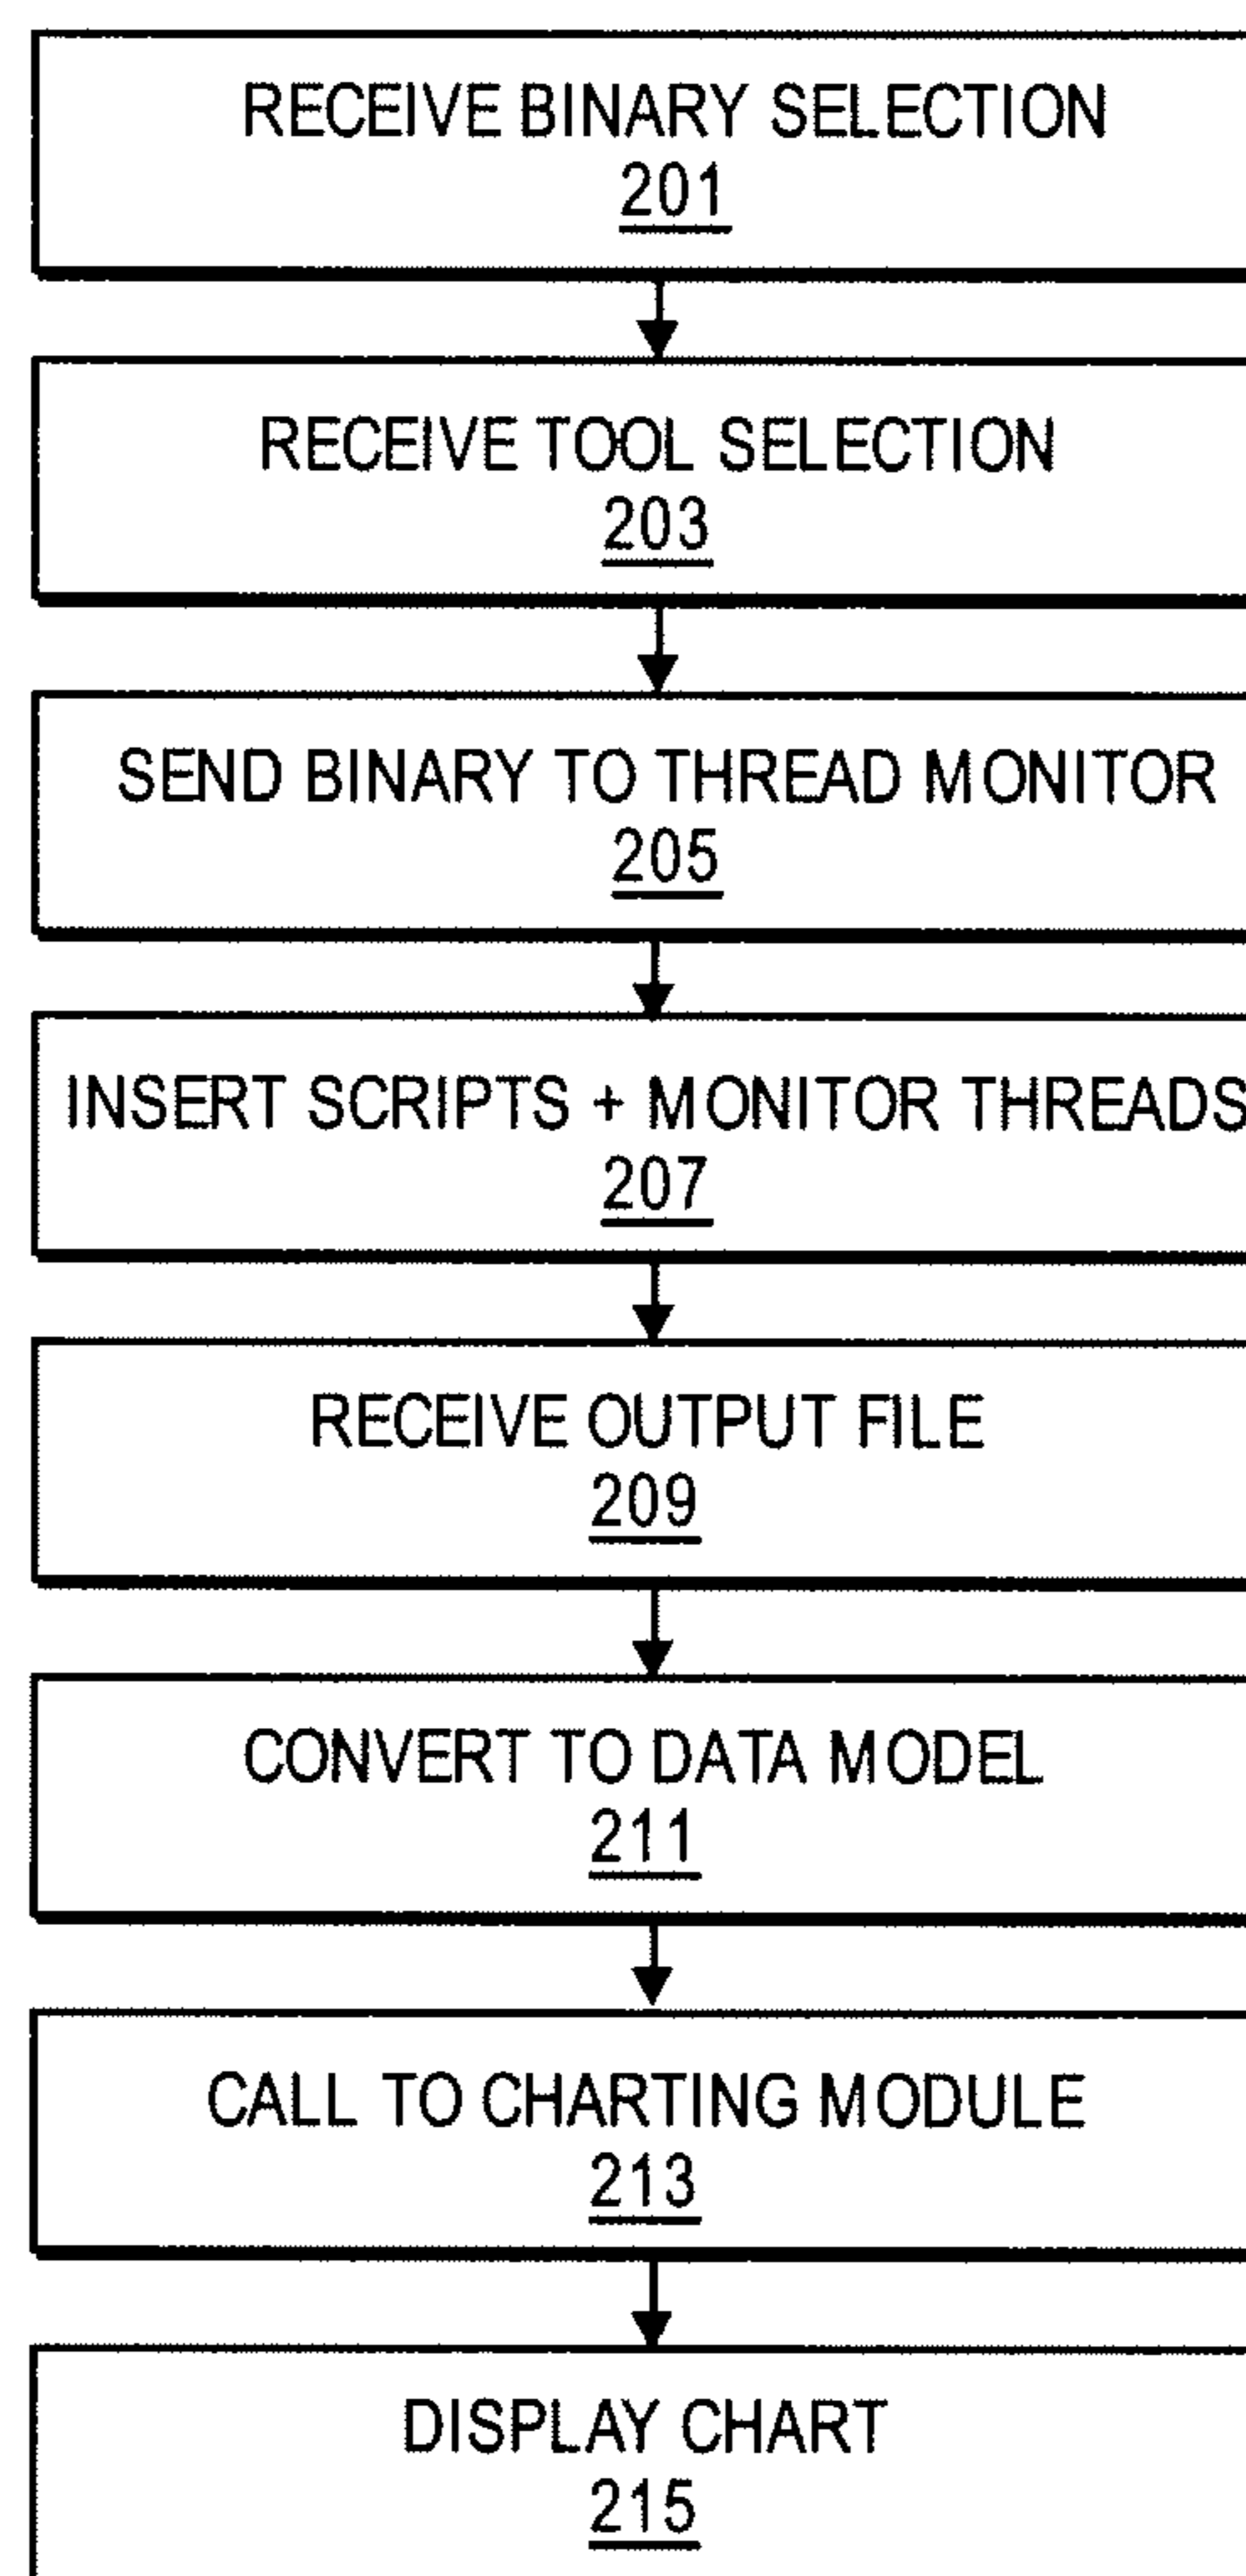 RECEIVE BINARY SELECTION
201
RECEIVE TOOL SELECTION
203
SEND BINARY TO THREAD MONITOR
205
INSERT SCRIPTS + MONITOR THREADS
207
RECEIVE OUTPUT FILE
209
CONVERT TO DATA MODEL
211
CALL TO CHARTING MODULE
213
DISPLAY CHART
215